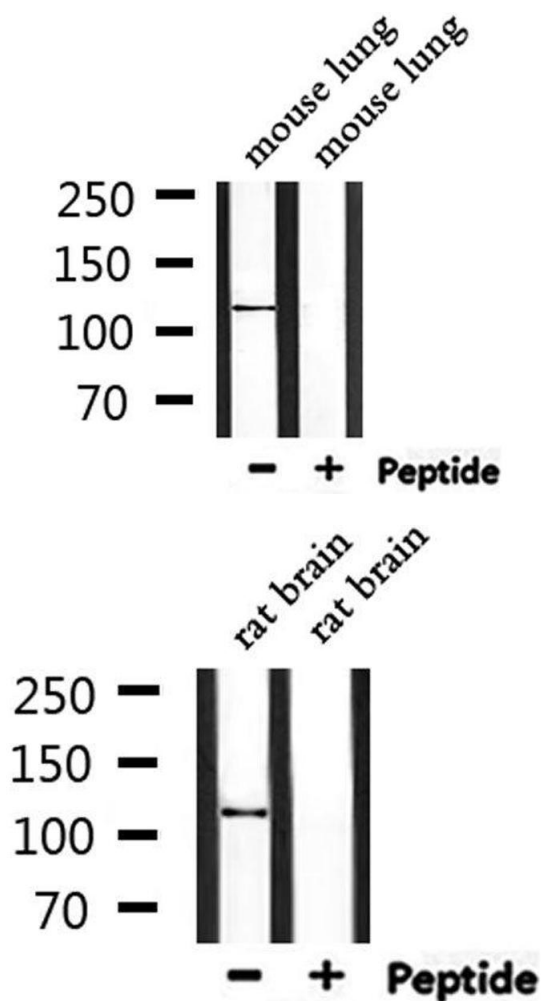 mouse lung
mouse lung
250
150
100
70
− + Peptide
rat brain
rat brain
250
150
100
70
− + Peptide